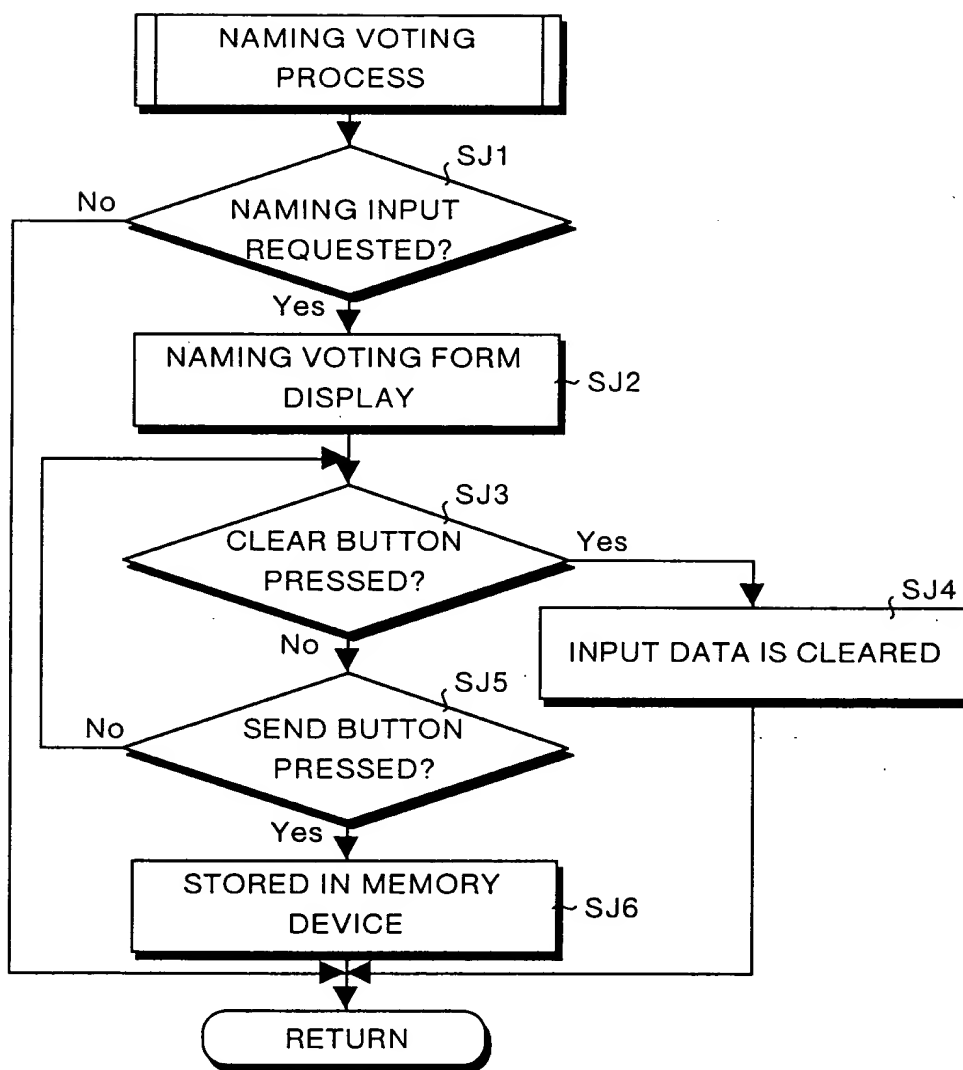 NAMING VOTING
PROCESS
SJ1
No
NAMING INPUT
REQUESTED?
Yes
NAMING VOTING FORM
DISPLAY
SJ2
SJ3
CLEAR BUTTON
PRESSED?
Yes
SJ4
No
INPUT DATA IS CLEARED
SJ5
No
SEND BUTTON
PRESSED?
Yes
STORED IN MEMORY
DEVICE
SJ6
RETURN